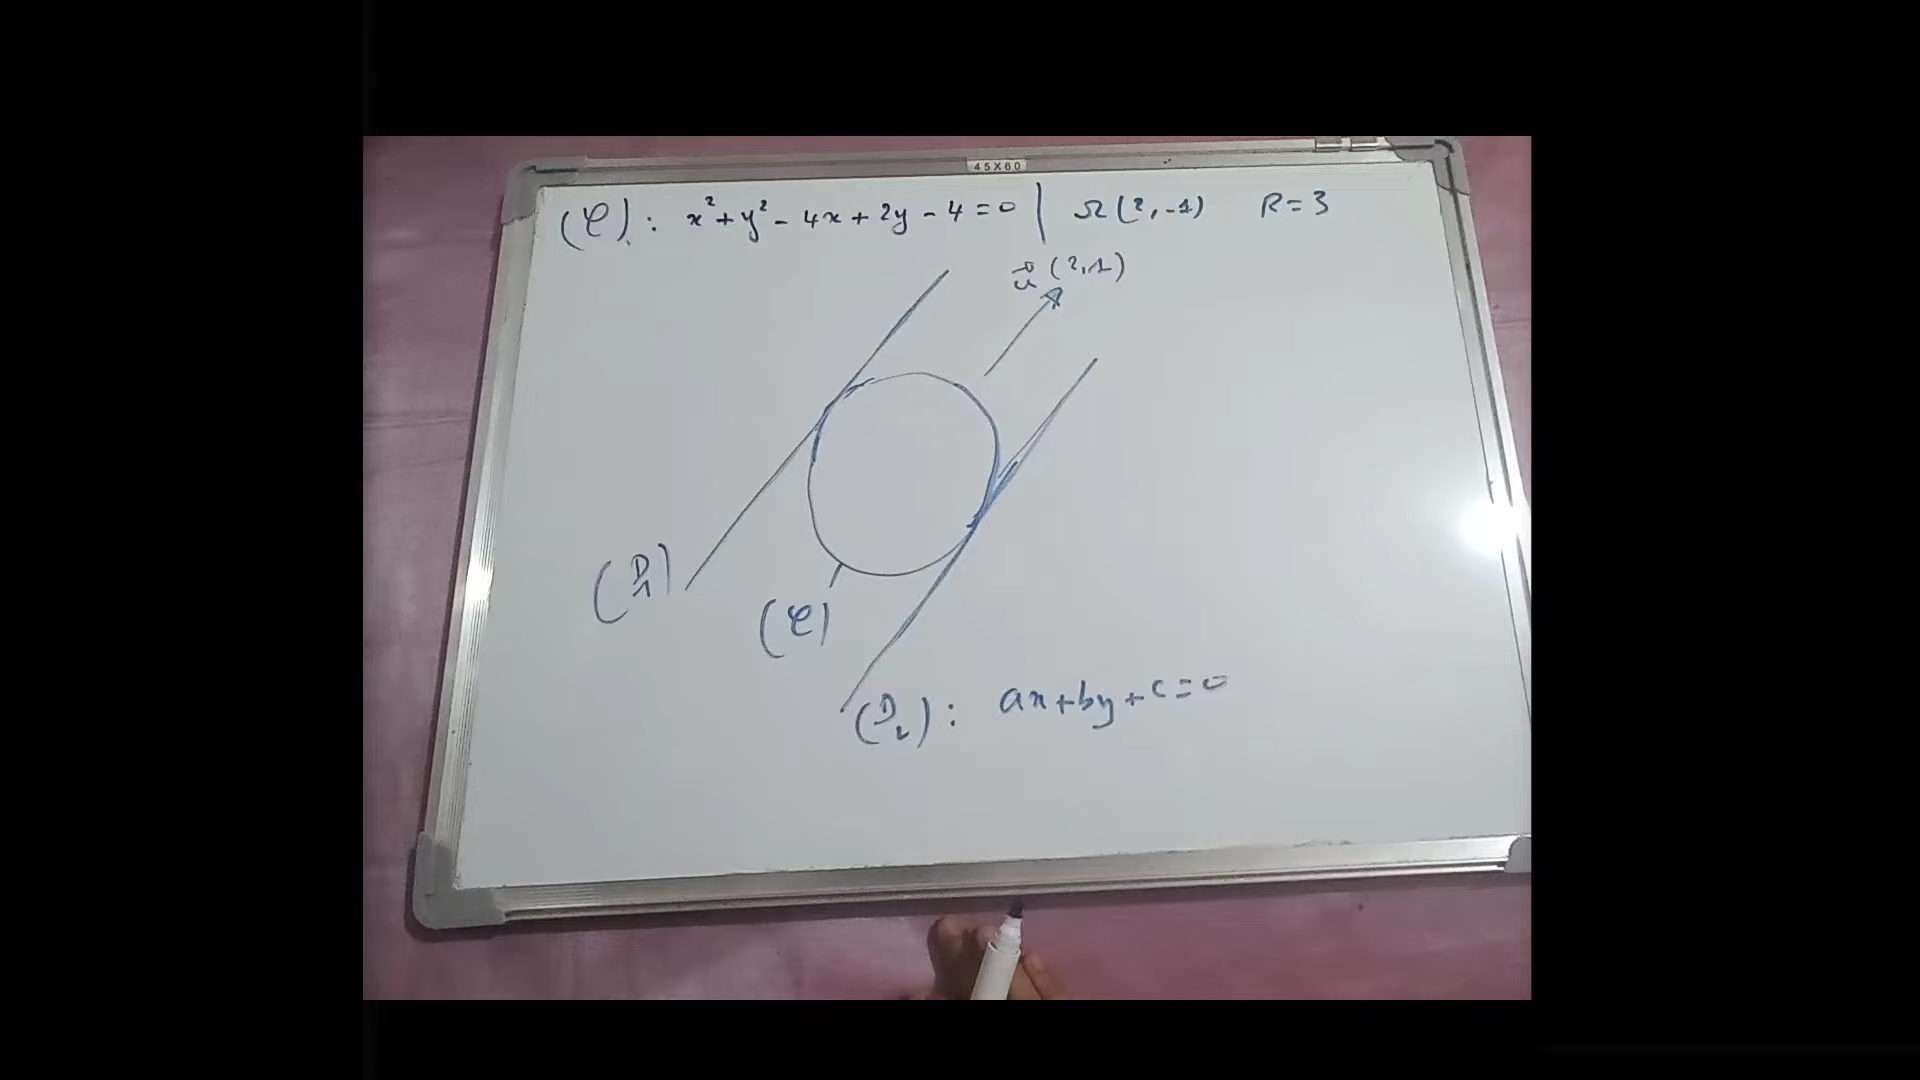 45X60
(C): x² + y² - 4x + 2y - 4 = 0 | Ω(2,-1) R = 3
u⃗ (2,1)
(D₁)
(C)
(D₂): ax + by + c = 0